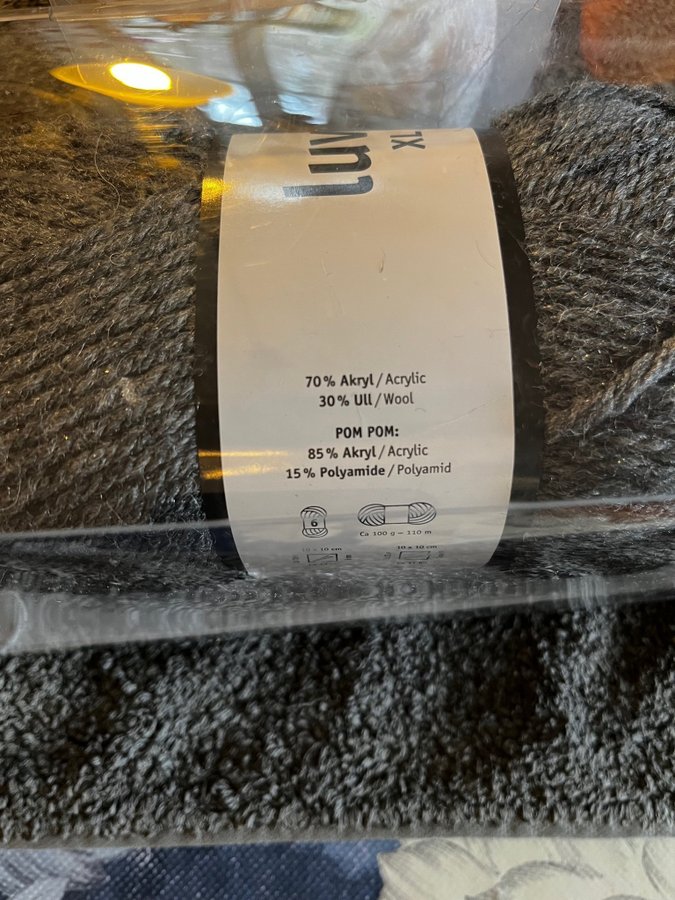 XL
70% Akryl / Acrylic
30% Ull / Wool
POM POM:
85% Akryl / Acrylic
15% Polyamide / Polyamid
6
Ca 100 g = 110 m
10 x 10 cm
10 x 10 cm